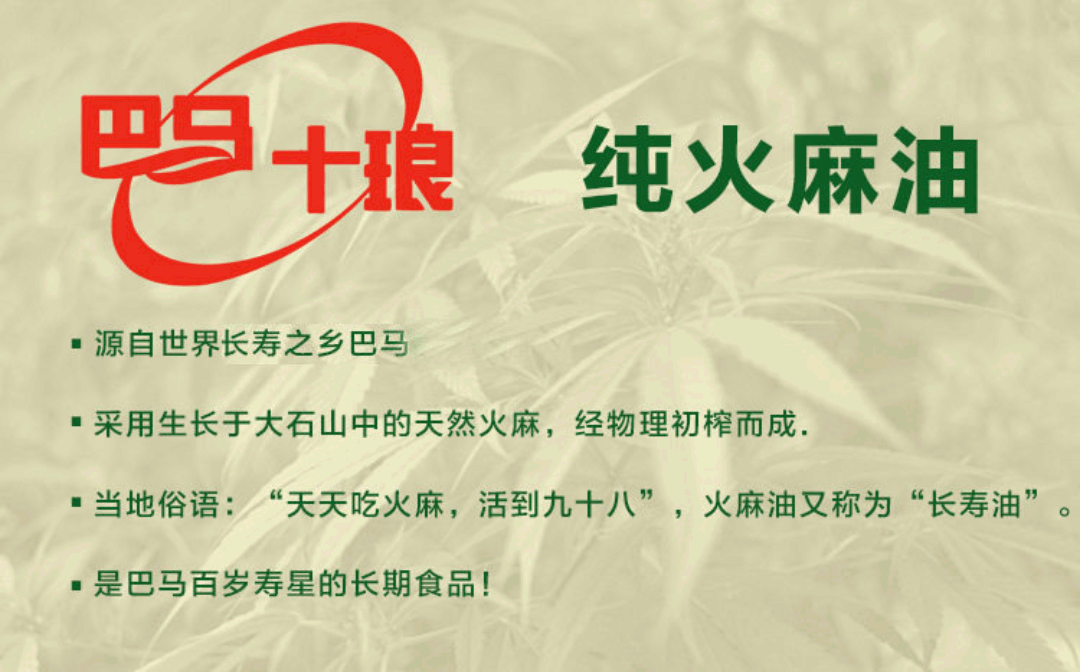 巴马十琅
纯火麻油
▪ 源自世界长寿之乡巴马
▪ 采用生长于大石山中的天然火麻，经物理初榨而成.
▪ 当地俗语：“天天吃火麻，活到九十八”，火麻油又称为“长寿油”。
▪ 是巴马百岁寿星的长期食品！